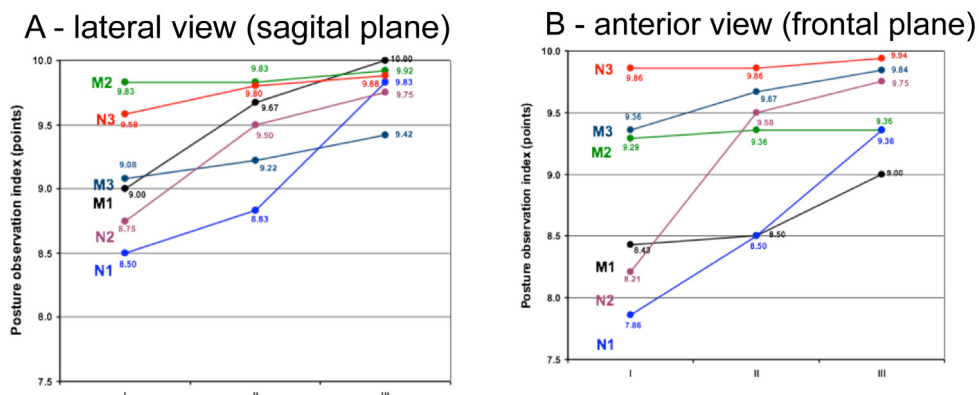 A - lateral view (sagital plane)
Posture observation index (points)
10.0
9.5
9.0
8.5
8.0
7.5
M2
N3
M3
M1
N2
N1
9.83
9.83
9.92
9.58
9.80
9.88
9.08
9.22
9.42
9.00
9.67
10.00
8.75
9.50
9.75
8.50
8.83
9.83
B - anterior view (frontal plane)
Posture observation index (points)
10.0
9.5
9.0
8.5
8.0
7.5
N3
M3
M2
M1
N2
N1
9.86
9.86
9.94
9.36
9.67
9.84
9.29
9.36
9.36
8.43
8.50
9.00
8.21
9.50
9.75
7.86
8.50
9.36
I II III